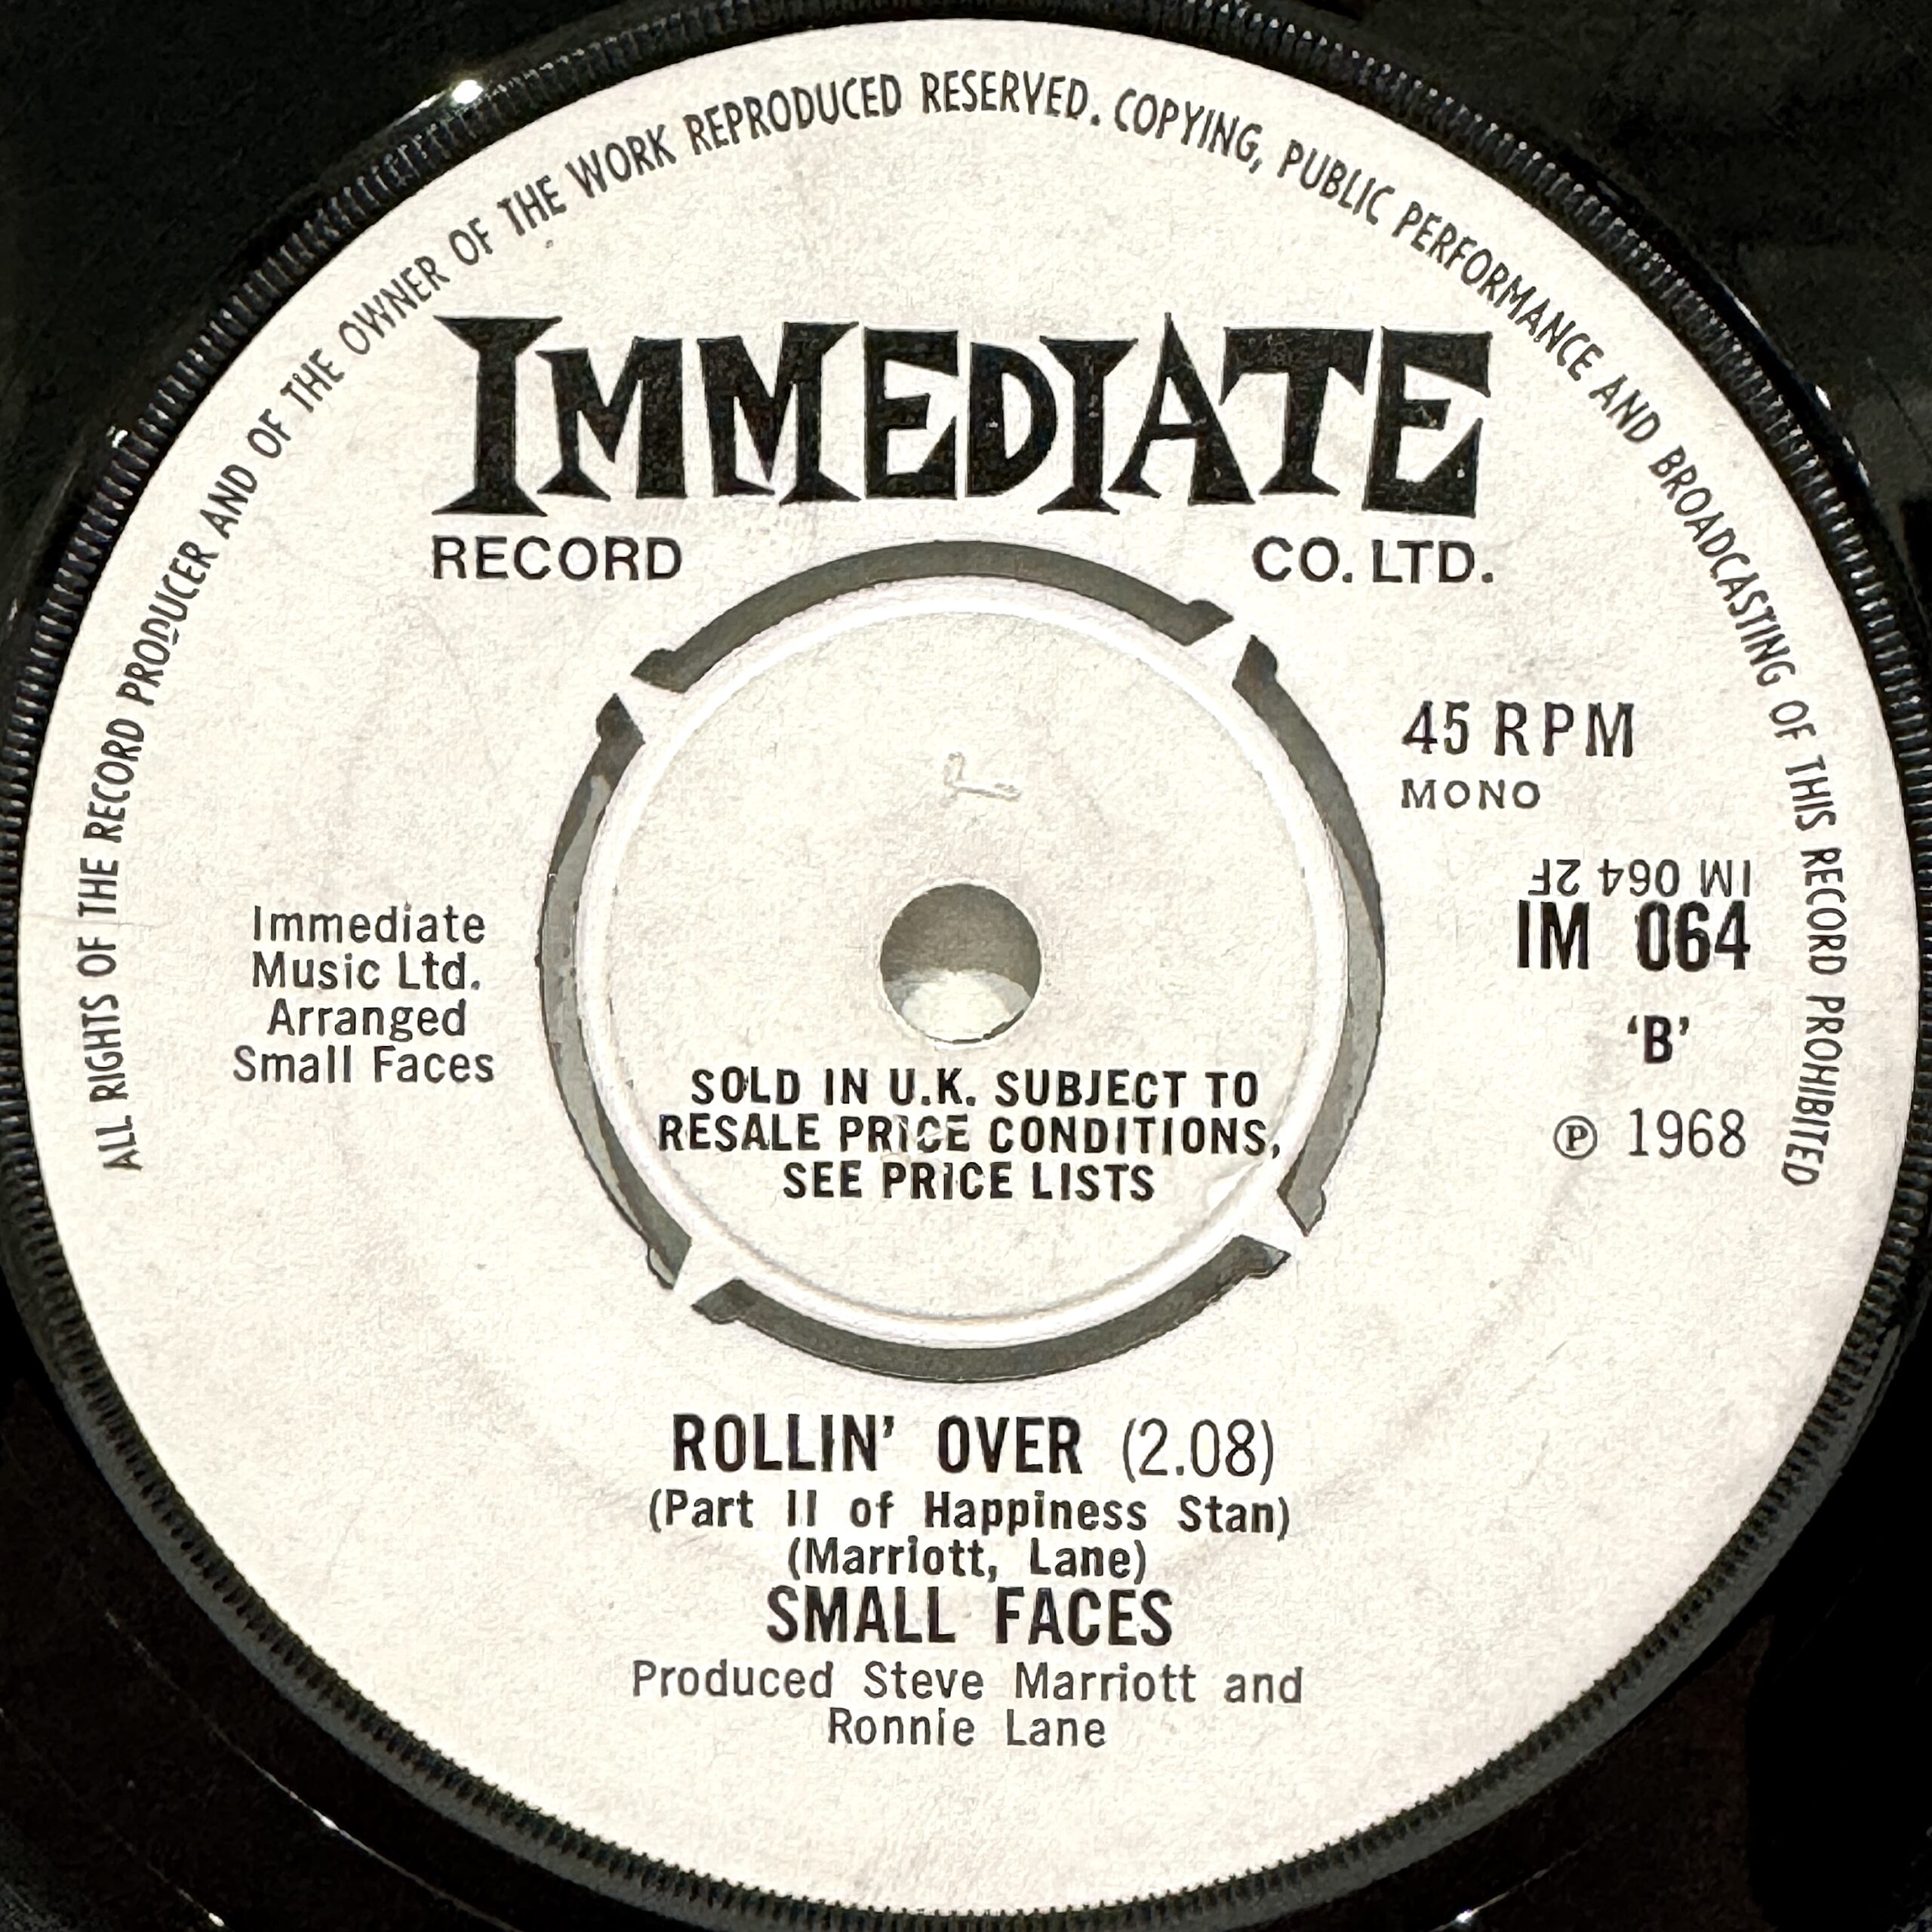 ALL RIGHTS OF THE RECORD PRODUCER AND OF THE OWNER OF THE WORK REPRODUCED RESERVED. COPYING, PUBLIC PERFORMANCE AND BROADCASTING OF THIS RECORD PROHIBITED
IMMEDIATE
RECORD CO. LTD.
45 RPM
MONO
IM 064 2F
IM 064
'B'
℗ 1968
Immediate
Music Ltd.
Arranged
Small Faces
SOLD IN U.K. SUBJECT TO
RESALE PRICE CONDITIONS,
SEE PRICE LISTS
ROLLIN' OVER (2.08)
(Part II of Happiness Stan)
(Marriott, Lane)
SMALL FACES
Produced Steve Marriott and
Ronnie Lane